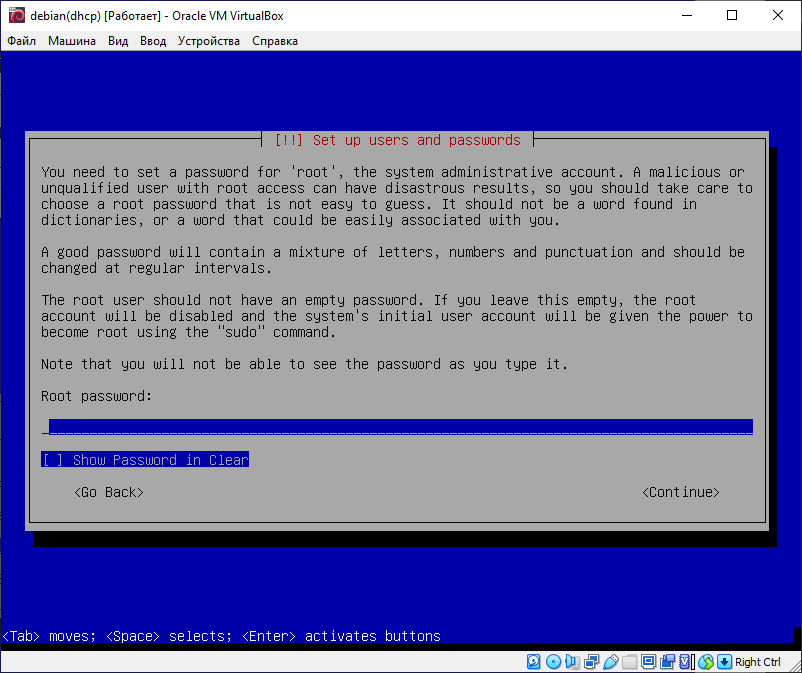 debian(dhcp) [Работает] - Oracle VM VirtualBox
Файл Машина Вид Ввод Устройства Справка
[!!] Set up users and passwords
You need to set a password for 'root', the system administrative account. A malicious or
unqualified user with root access can have disastrous results, so you should take care to
choose a root password that is not easy to guess. It should not be a word found in
dictionaries, or a word that could be easily associated with you.
A good password will contain a mixture of letters, numbers and punctuation and should be
changed at regular intervals.
The root user should not have an empty password. If you leave this empty, the root
account will be disabled and the system's initial user account will be given the power to
become root using the "sudo" command.
Note that you will not be able to see the password as you type it.
Root password:
[ ] Show Password in Clear
<Go Back> <Continue>
<Tab> moves; <Space> selects; <Enter> activates buttons
Right Ctrl